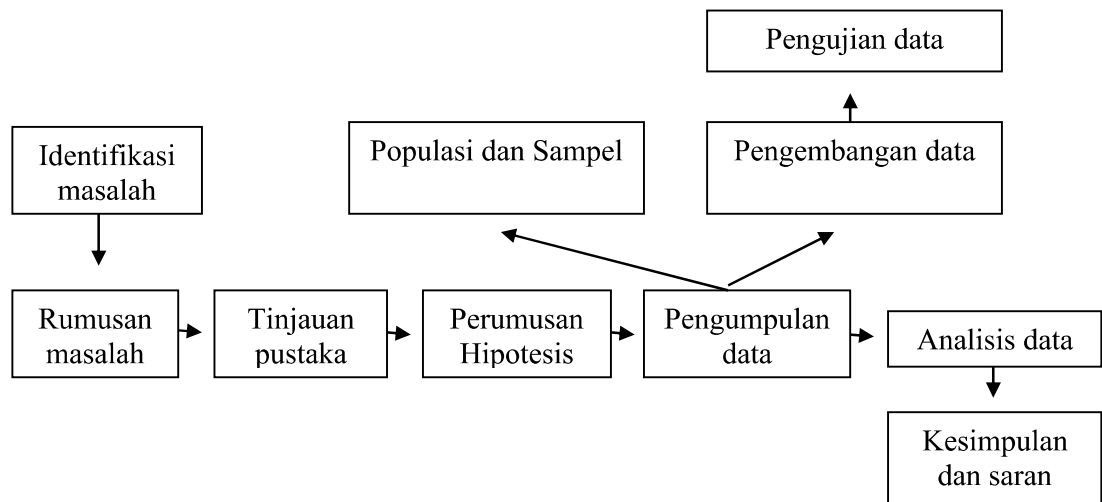 Pengujian data
Identifikasi
masalah
Populasi dan Sampel
Pengembangan data
Rumusan
masalah
Tinjauan
pustaka
Perumusan
Hipotesis
Pengumpulan
data
Analisis data
Kesimpulan
dan saran